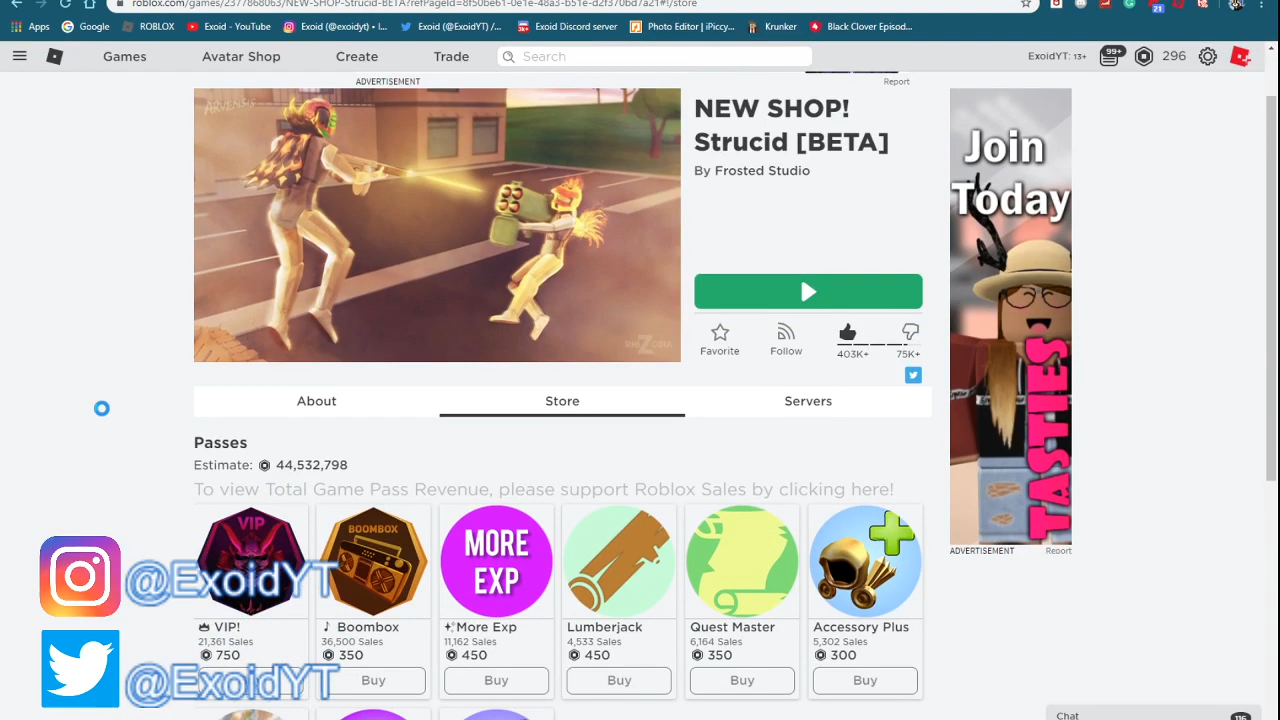 roblox.com/games/2377868063/NEW-SHOP-Strucid-BETA?refPageId=8f50be61-0e1e-48a3-b51e-d2f370bd7a21#!/store
Apps
Google
ROBLOX
Exoid - YouTube
Exoid (@exoidyt) • I...
Exoid (@ExoidYT) /...
Exoid Discord server
Photo Editor | iPiccy...
Krunker
Black Clover Episod...
21
Games
Avatar Shop
Create
Trade
Search
ExoidYT: 13+
99+
296
ADVERTISEMENT
Report
NEW SHOP!
Strucid [BETA]
By Frosted Studio
Favorite
Follow
403K+
75K+
Join
Today
TASTIES
ADVERTISEMENT
Report
About
Store
Servers
Passes
Estimate: 44,532,798
To view Total Game Pass Revenue, please support Roblox Sales by clicking here!
VIP
BOOMBOX
MORE
EXP
VIP!
21,361 Sales
750
Boombox
36,500 Sales
350
Buy
More Exp
11,162 Sales
450
Buy
Lumberjack
4,533 Sales
450
Buy
Quest Master
6,164 Sales
350
Buy
Accessory Plus
5,302 Sales
300
Buy
@ExoidYT
@ExoidYT
Chat
116